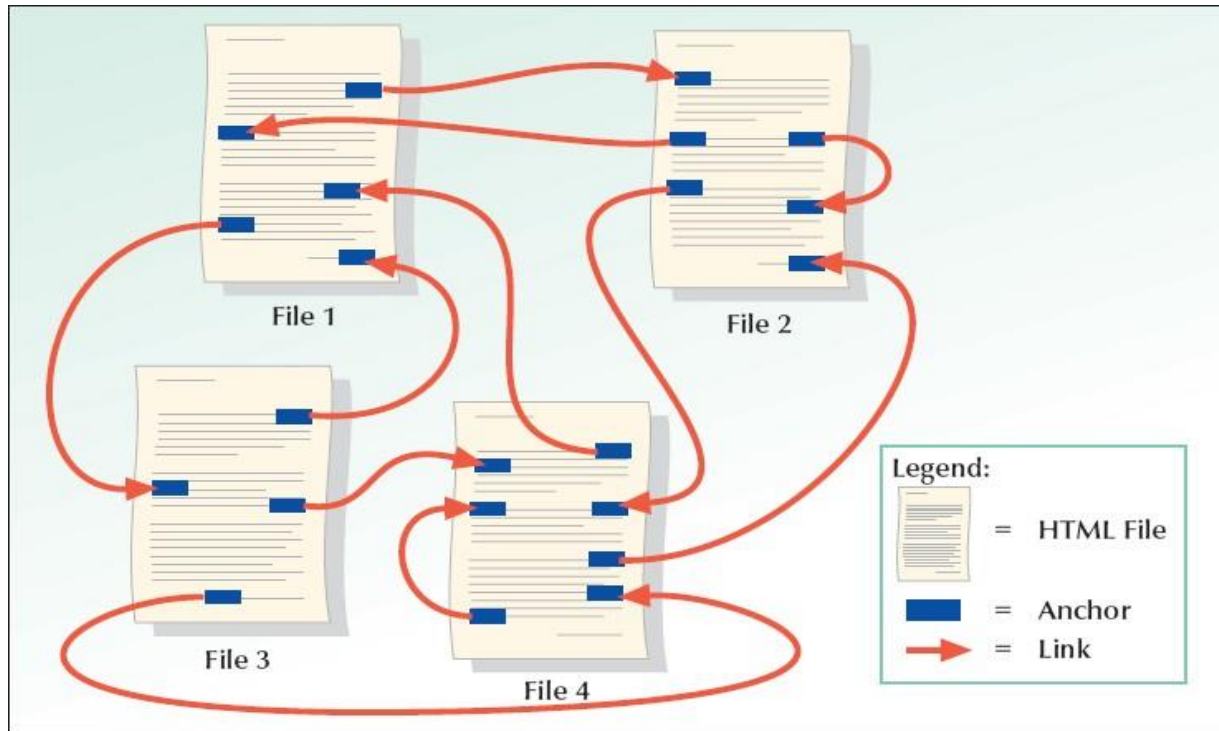 File 1
File 2
File 3
File 4
Legend:
= HTML File
= Anchor
= Link